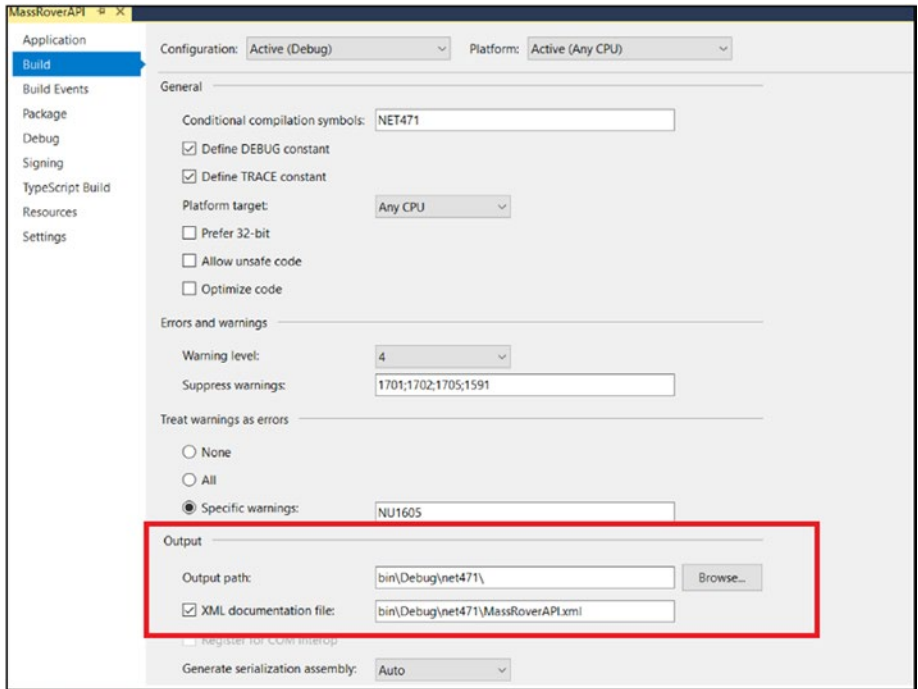 MassRoverAPI
Application
Build
Build Events
Package
Debug
Signing
TypeScript Build
Resources
Settings
Configuration: Active (Debug) Platform: Active (Any CPU)
General
Conditional compilation symbols: NET471
Define DEBUG constant
Define TRACE constant
Platform target: Any CPU
Prefer 32-bit
Allow unsafe code
Optimize code
Errors and warnings
Warning level: 4
Suppress warnings: 1701;1702;1705;1591
Treat warnings as errors
None
All
Specific warnings: NU1605
Output
Output path: bin\Debug\net471\ Browse...
XML documentation file: bin\Debug\net471\MassRoverAPI.xml
Register for COM interop
Generate serialization assembly: Auto